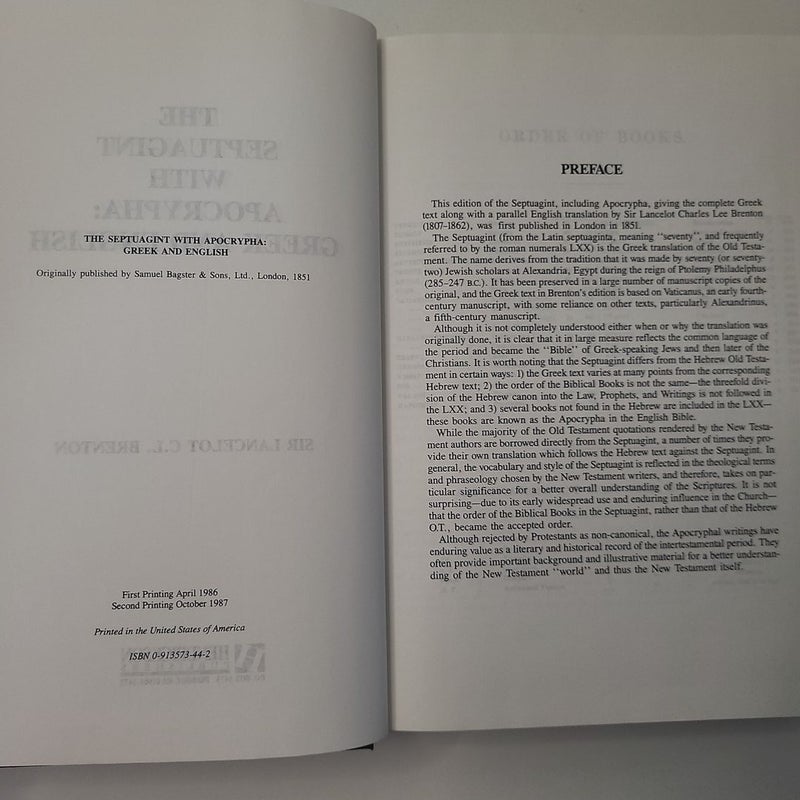 THE SEPTUAGINT WITH APOCRYPHA:
GREEK AND ENGLISH
Originally published by Samuel Bagster & Sons, Ltd., London, 1851
SIR LANCELOT C.L. BRENTON
First Printing April 1986
Second Printing October 1987
Printed in the United States of America
ISBN 0-913573-44-2
ORDER OF BOOKS
PREFACE
This edition of the Septuagint, including Apocrypha, giving the complete Greek
text along with a parallel English translation by Sir Lancelot Charles Lee Brenton
(1807–1862), was first published in London in 1851.
The Septuagint (from the Latin septuaginta, meaning "seventy", and frequently
referred to by the roman numerals LXX) is the Greek translation of the Old Testa-
ment. The name derives from the tradition that it was made by seventy (or seventy-
two) Jewish scholars at Alexandria, Egypt during the reign of Ptolemy Philadelphus
(285–247 B.C.). It has been preserved in a large number of manuscript copies of the
original, and the Greek text in Brenton's edition is based on Vaticanus, an early fourth-
century manuscript, with some reliance on other texts, particularly Alexandrinus,
a fifth-century manuscript.
Although it is not completely understood either when or why the translation was
originally done, it is clear that it in large measure reflects the common language of
the period and became the "Bible" of Greek-speaking Jews and then later of the
Christians. It is worth noting that the Septuagint differs from the Hebrew Old Testa-
ment in certain ways: 1) the Greek text varies at many points from the corresponding
Hebrew text; 2) the order of the Biblical Books is not the same—the threefold divi-
sion of the Hebrew canon into the Law, Prophets, and Writings is not followed in
the LXX; and 3) several books not found in the Hebrew are included in the LXX—
these books are known as the Apocrypha in the English Bible.
While the majority of the Old Testament quotations rendered by the New Testa-
ment authors are borrowed directly from the Septuagint, a number of times they pro-
vide their own translation which follows the Hebrew text against the Septuagint. In
general, the vocabulary and style of the Septuagint is reflected in the theological terms
and phraseology chosen by the New Testament writers, and therefore, takes on par-
ticular significance for a better overall understanding of the Scriptures. It is not
surprising—due to its early widespread use and enduring influence in the Church—
that the order of the Biblical Books in the Septuagint, rather than that of the Hebrew
O.T., became the accepted order.
Although rejected by Protestants as non-canonical, the Apocryphal writings have
enduring value as a literary and historical record of the intertestamental period. They
often provide important background and illustrative material for a better understan-
ding of the New Testament "world" and thus the New Testament itself.